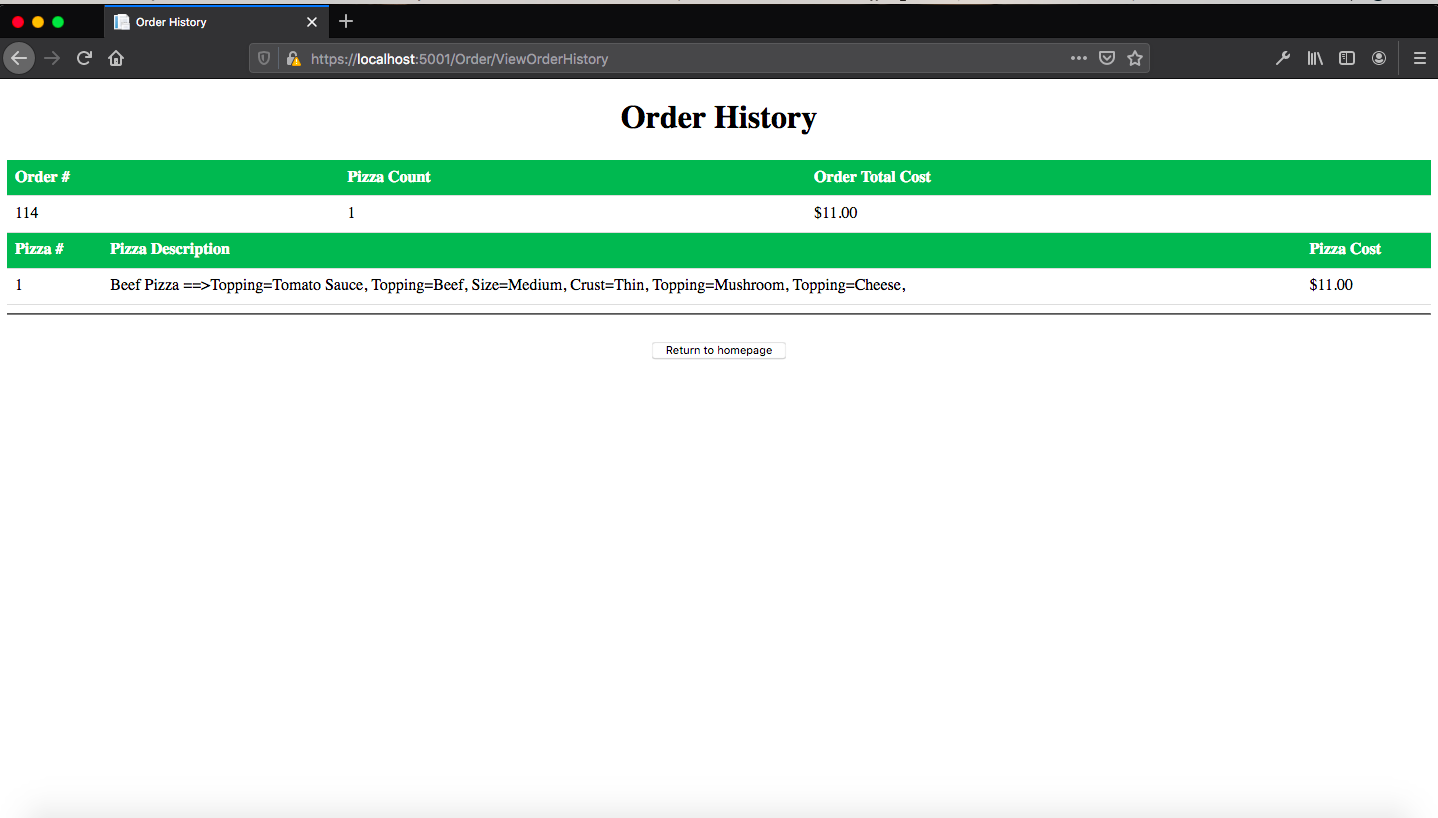 Order History
https://localhost:5001/Order/ViewOrderHistory
Order History
Order # Pizza Count Order Total Cost
114 1 $11.00
Pizza # Pizza Description Pizza Cost
1 Beef Pizza ==>Topping=Tomato Sauce, Topping=Beef, Size=Medium, Crust=Thin, Topping=Mushroom, Topping=Cheese, $11.00
Return to homepage